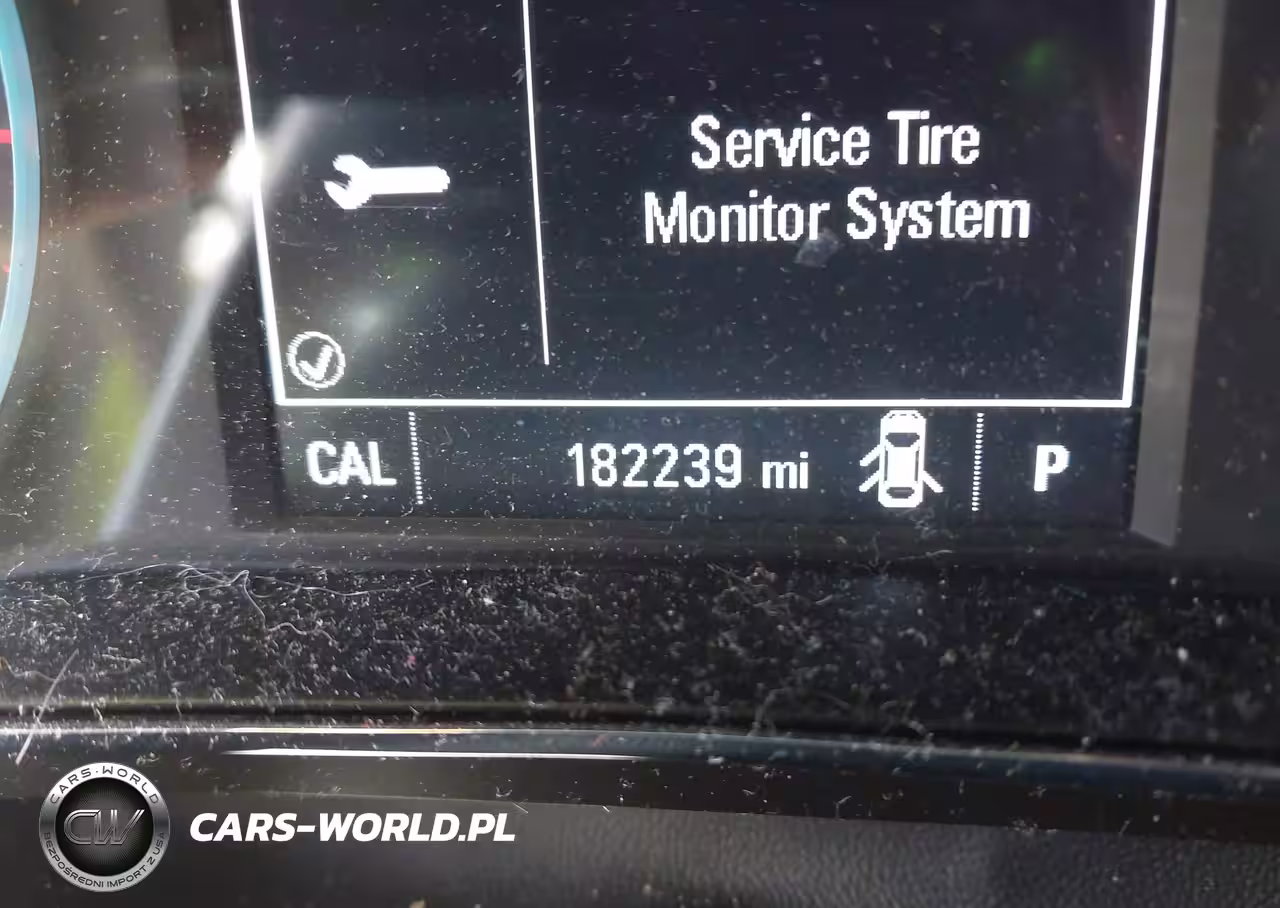 Service Tire
Monitor System
CAL
182239 mi
P
CARS-WORLD
CW
BEZPOŚREDNI IMPORT Z USA
CARS-WORLD.PL